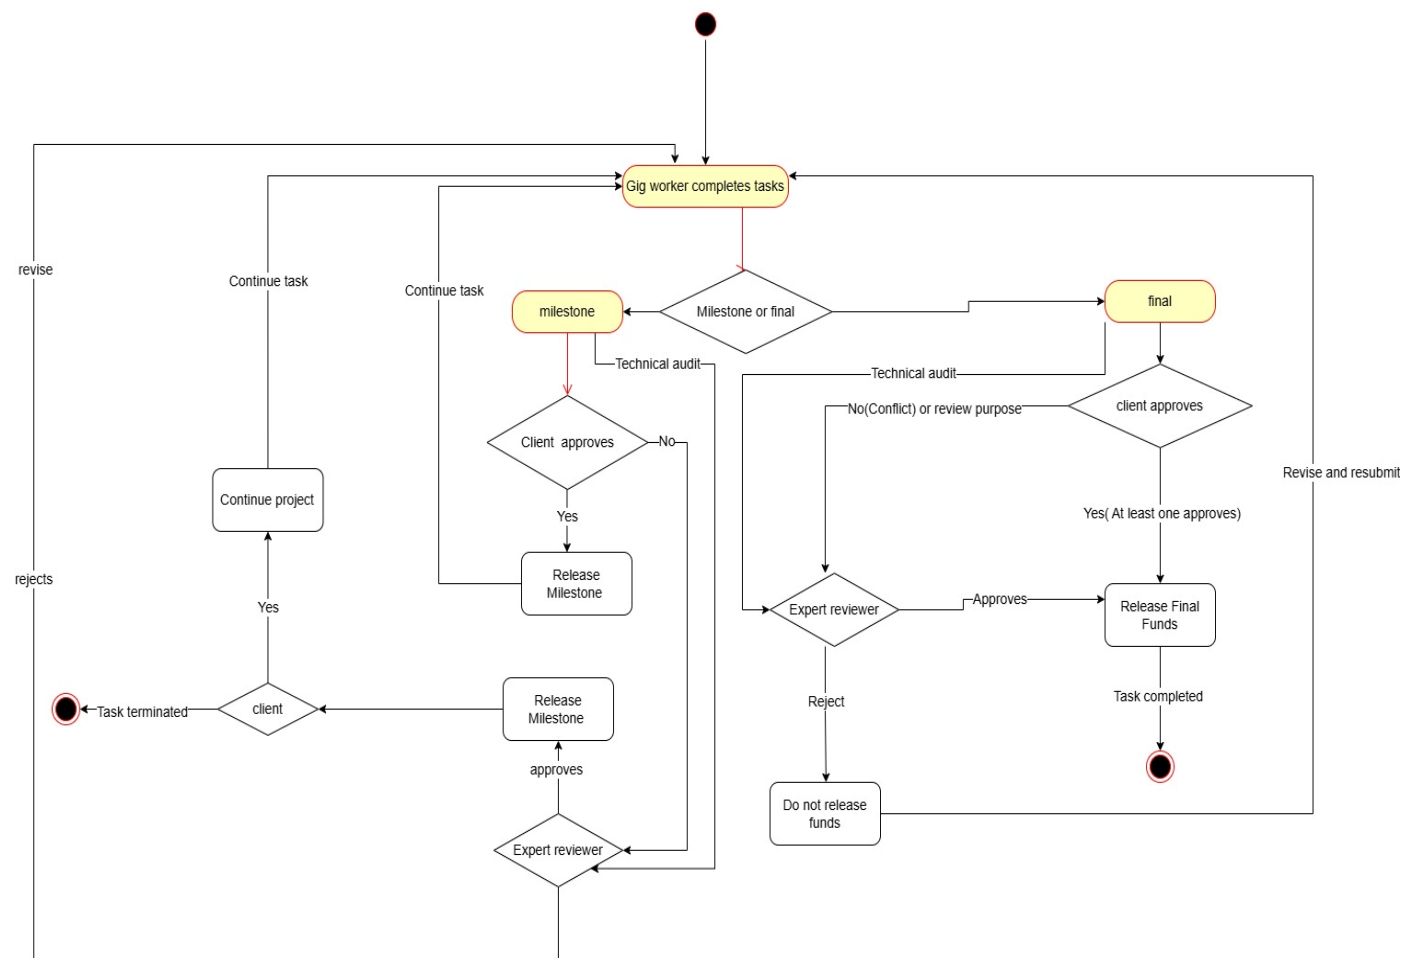 Gig worker completes tasks
revise
Continue task
Continue task
milestone
Milestone or final
final
Technical audit
Technical audit
No(Conflict) or review purpose
client approves
Client  approves
No
Revise and resubmit
Continue project
Yes
Yes( At least one approves)
rejects
Release
Milestone
Yes
Expert reviewer
Approves
Release Final
Funds
Task terminated
client
Release
Milestone
Reject
Task completed
approves
Do not release
funds
Expert reviewer